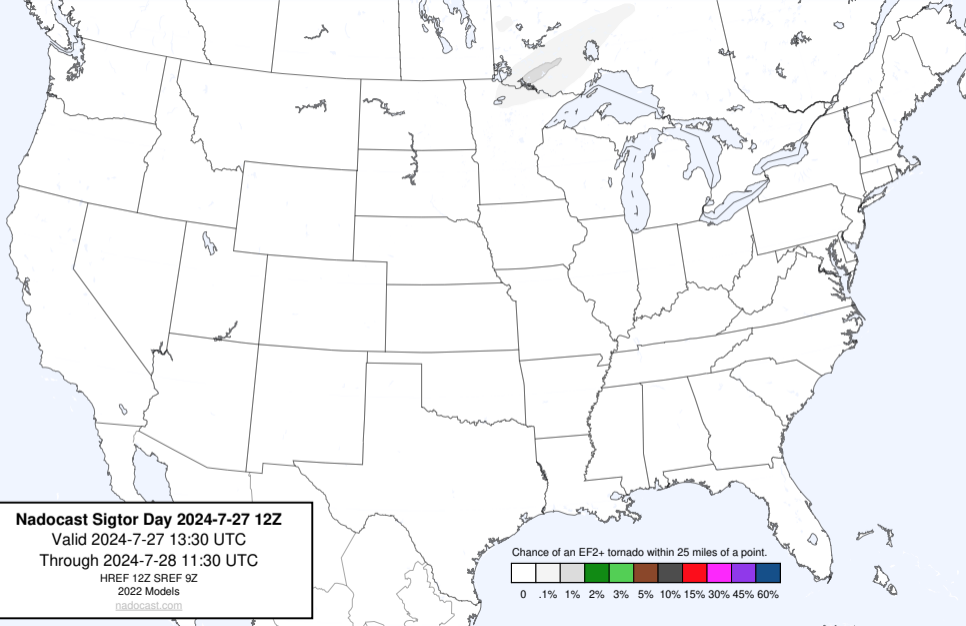 Nadocast Sigtor Day 2024-7-27 12Z
Valid 2024-7-27 13:30 UTC
Through 2024-7-28 11:30 UTC
HREF 12Z SREF 9Z
2022 Models
nadocast.com
Chance of an EF2+ tornado within 25 miles of a point.
0 .1% 1% 2% 3% 5% 10% 15% 30% 45% 60%